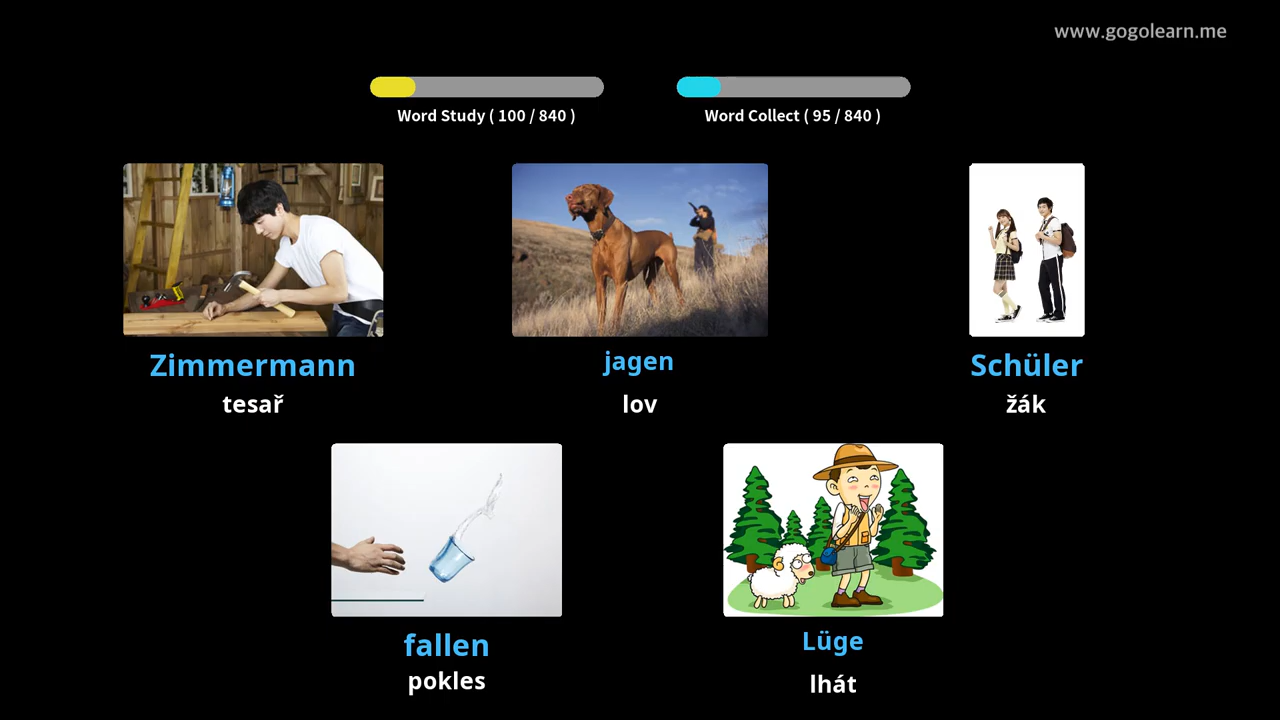 www.gogolearn.me
Word Study ( 100 / 840 )
Word Collect ( 95 / 840 )
Zimmermann
tesař
jagen
lov
Schüler
žák
fallen
pokles
Lüge
lhát